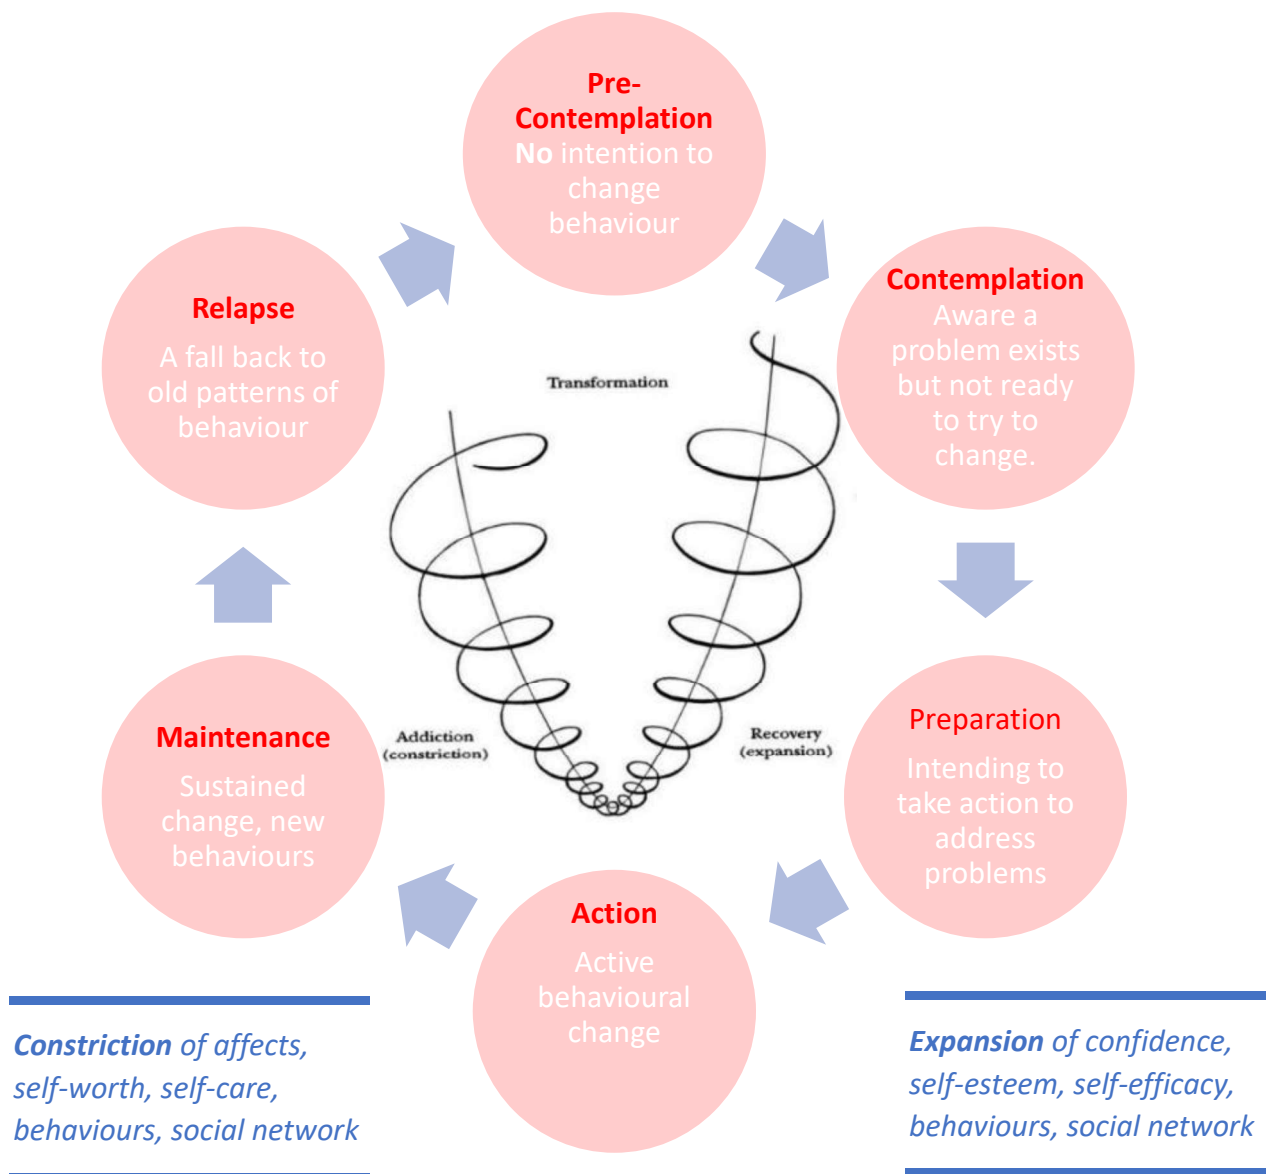 Pre-
Contemplation
No intention to
change
behaviour
Contemplation
Aware a
problem exists
but not ready
to try to
change.
Preparation
Intending to
take action to
address
problems
Action
Active
behavioural
change
Maintenance
Sustained
change, new
behaviours
Relapse
A fall back to
old patterns of
behaviour
Transformation
Addiction
(constriction)
Recovery
(expansion)
Constriction of affects,
self-worth, self-care,
behaviours, social network
Expansion of confidence,
self-esteem, self-efficacy,
behaviours, social network